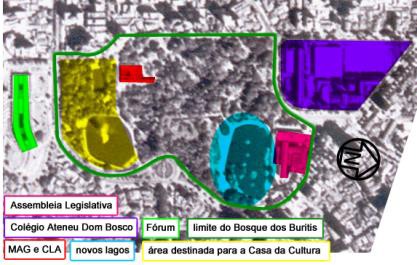 Assembleia Legislativa
Colégio Ateneu Dom Bosco
Fórum
limite do Bosque dos Buritis
MAG e CLA
novos lagos
área destinada para a Casa da Cultura